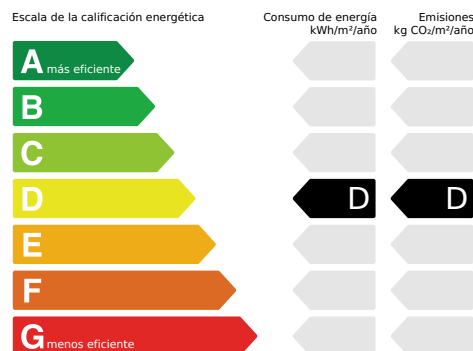 Escala de la calificación energética
Consumo de energía
kWh/m²/año
Emisiones
kg CO₂/m²/año
A más eficiente
B
C
D D D
E
F
G menos eficiente